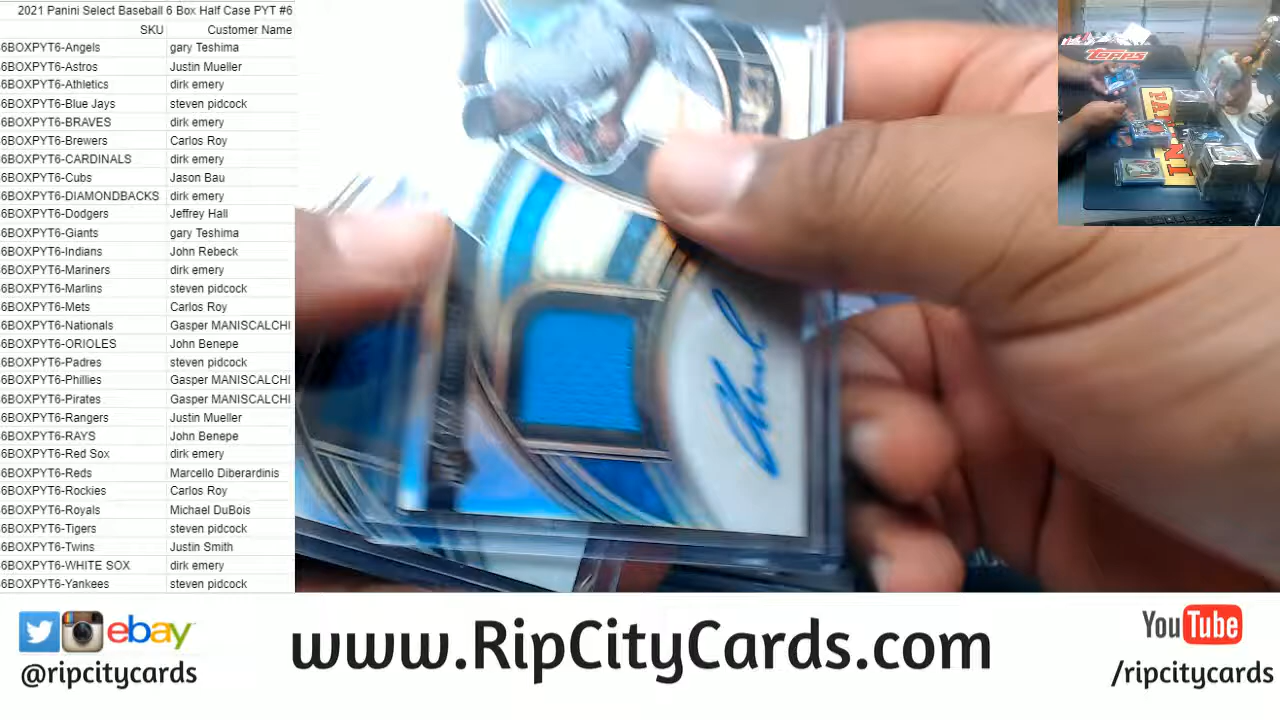 2021 Panini Select Baseball 6 Box Half Case PYT #6
SKU Customer Name
6BOXPYT6-Angels gary Teshima
6BOXPYT6-Astros Justin Mueller
6BOXPYT6-Athletics dirk emery
6BOXPYT6-Blue Jays steven pidcock
6BOXPYT6-BRAVES dirk emery
6BOXPYT6-Brewers Carlos Roy
6BOXPYT6-CARDINALS dirk emery
6BOXPYT6-Cubs Jason Bau
6BOXPYT6-DIAMONDBACKS dirk emery
6BOXPYT6-Dodgers Jeffrey Hall
6BOXPYT6-Giants gary Teshima
6BOXPYT6-Indians John Rebeck
6BOXPYT6-Mariners dirk emery
6BOXPYT6-Marlins steven pidcock
6BOXPYT6-Mets Carlos Roy
6BOXPYT6-Nationals Gasper MANISCALCHI
6BOXPYT6-ORIOLES John Benepe
6BOXPYT6-Padres steven pidcock
6BOXPYT6-Phillies Gasper MANISCALCHI
6BOXPYT6-Pirates Gasper MANISCALCHI
6BOXPYT6-Rangers Justin Mueller
6BOXPYT6-RAYS John Benepe
6BOXPYT6-Red Sox dirk emery
6BOXPYT6-Reds Marcello Diberardinis
6BOXPYT6-Rockies Carlos Roy
6BOXPYT6-Royals Michael DuBois
6BOXPYT6-Tigers steven pidcock
6BOXPYT6-Twins Justin Smith
6BOXPYT6-WHITE SOX dirk emery
6BOXPYT6-Yankees steven pidcock
Topps
PANINI
ebay
@ripcitycards
www.RipCityCards.com
YouTube
/ripcitycards